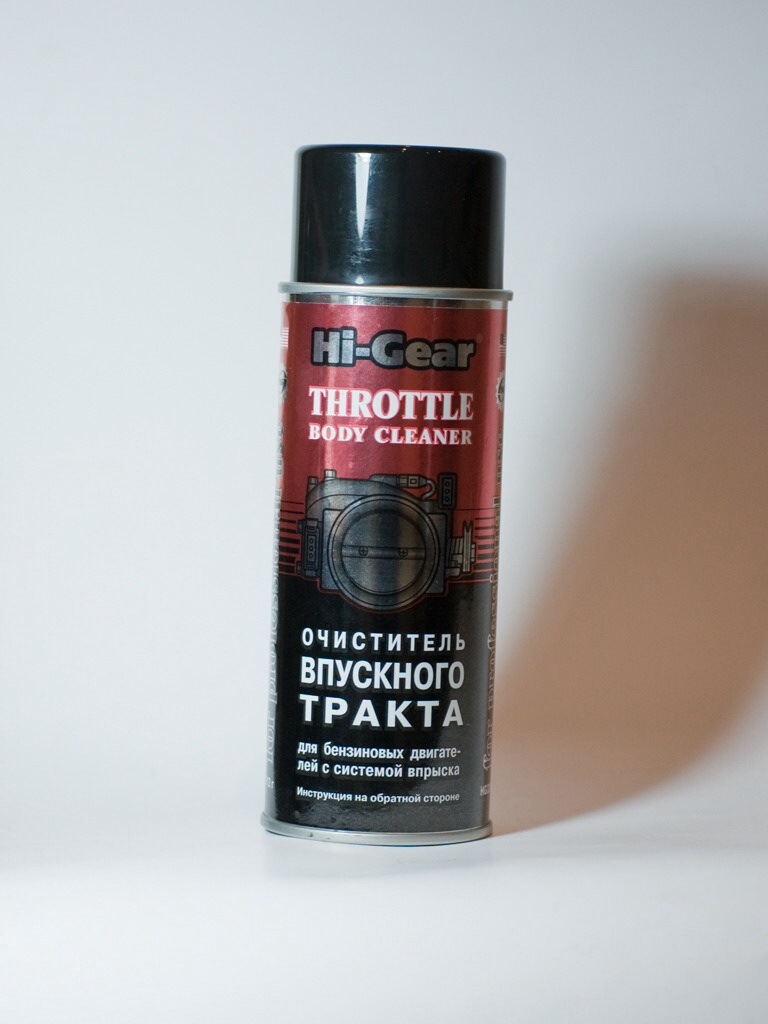 Hi-Gear®
THROTTLE
BODY CLEANER
ОЧИСТИТЕЛЬ
ВПУСКНОГО
ТРАКТА
для бензиновых двигате-
лей с системой впрыска
Инструкция на обратной стороне